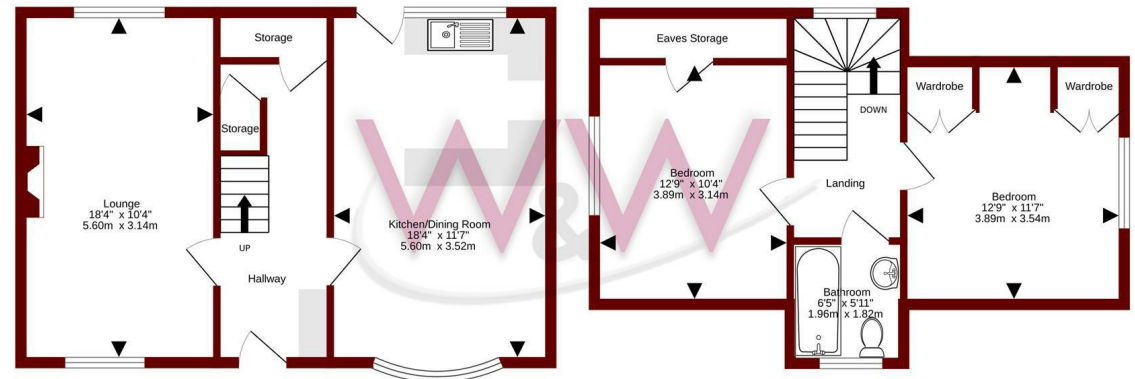 Storage
Storage
Lounge
18'4" x 10'4"
5.60m x 3.14m
UP
Hallway
Kitchen/Dining Room
18'4" x 11'7"
5.60m x 3.52m
W&W
Eaves Storage
Bedroom
12'9" x 10'4"
3.89m x 3.14m
DOWN
Landing
Wardrobe
Wardrobe
Bedroom
12'9" x 11'7"
3.89m x 3.54m
Bathroom
6'5" x 5'11"
1.96m x 1.82m